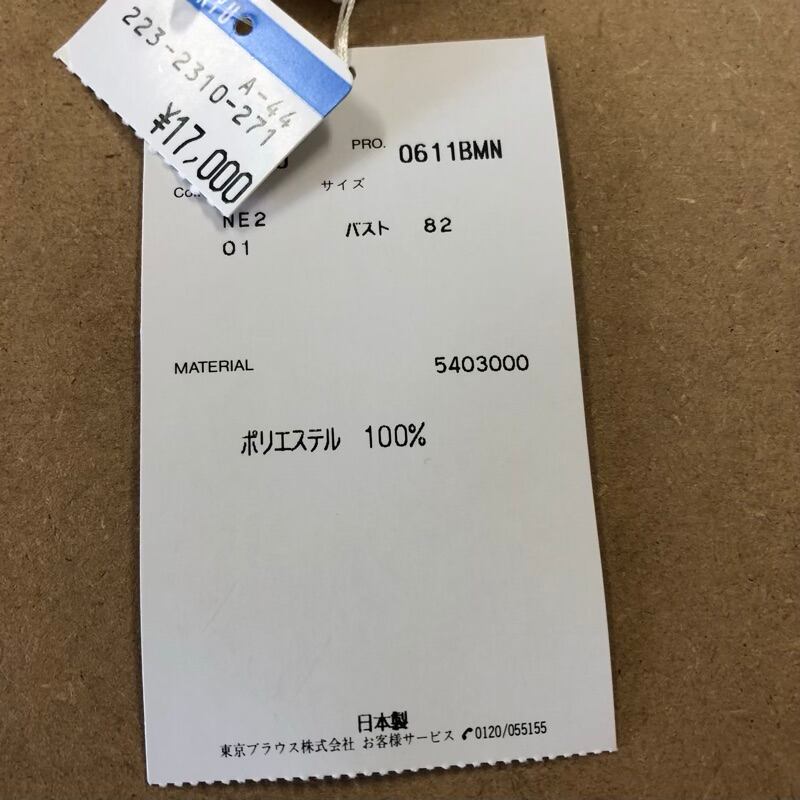 A-44
223-2310-271
¥17,000
PRO. 0611BMN
サイズ
NE2 バスト 82
01
MATERIAL 5403000
ポリエステル 100%
日本製
東京ブラウス株式会社 お客様サービス 0120/055155